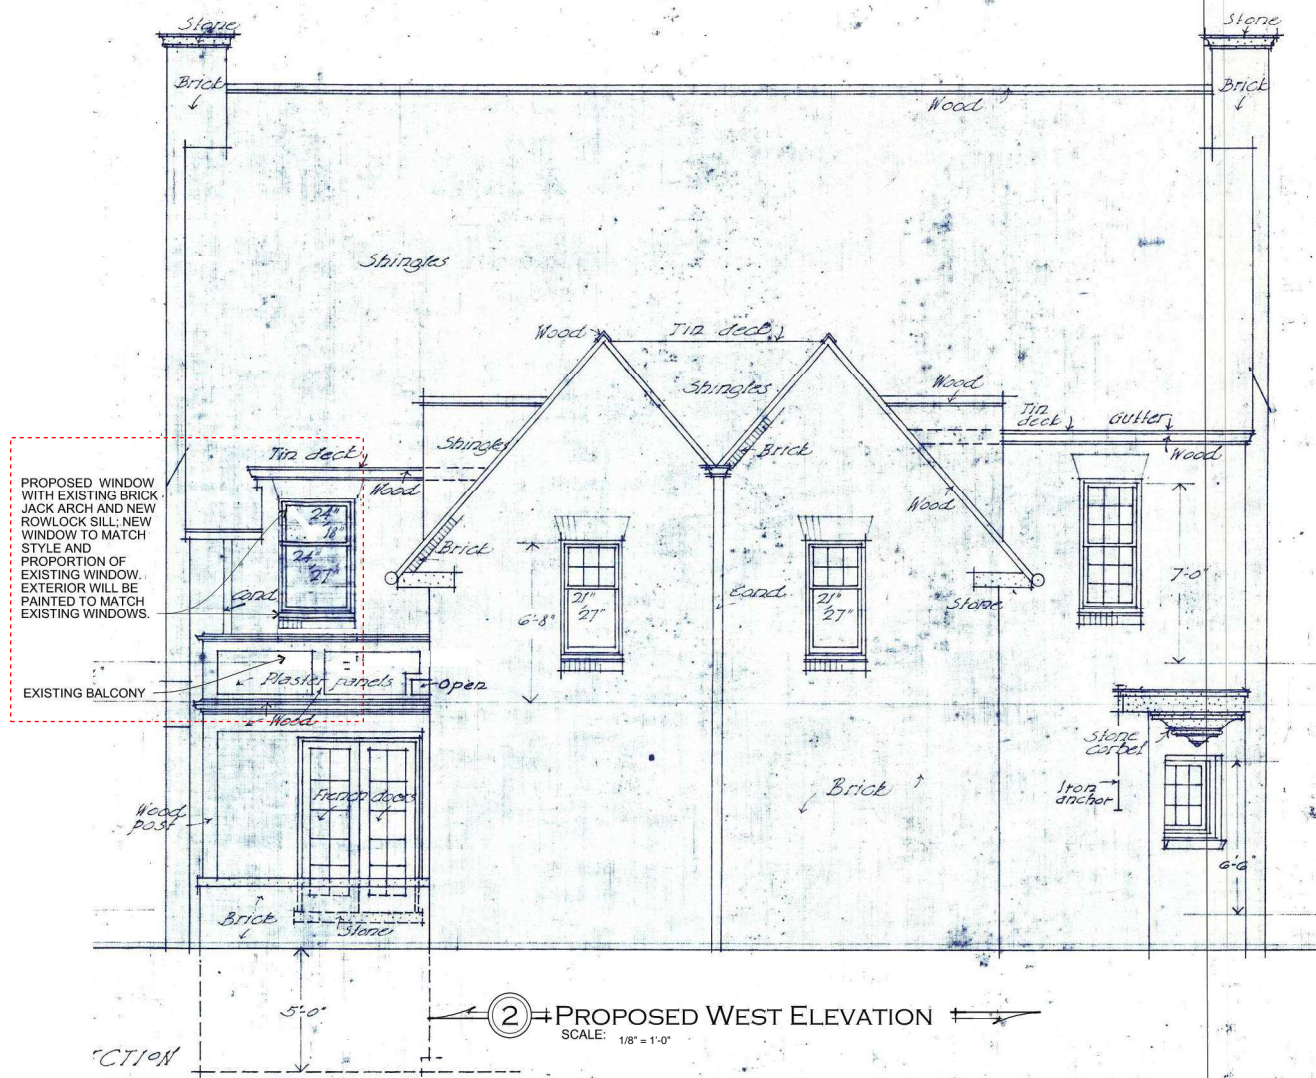 Stone
Stone
Brick
Brick
Wood
Shingles
Wood
Tin deck
Shingles
Wood
Tin
deck
Gutter
Wood
Shingles
Brick
Tin deck
Wood
Wood
PROPOSED WINDOW
WITH EXISTING BRICK
JACK ARCH AND NEW
ROWLOCK SILL; NEW
WINDOW TO MATCH
STYLE AND
PROPORTION OF
EXISTING WINDOW.
EXTERIOR WILL BE
PAINTED TO MATCH
EXISTING WINDOWS.
24"
18"
24"
27"
Brick
7'-0"
Cond
21"
27"
Cond
21"
27"
Stone
6'-8"
EXISTING BALCONY
Plaster panels
Open
Wood
Stone
corbel
French doors
Brick
Iron
anchor
Wood
post
6'-6"
Brick
Stone
5'-0"
2 PROPOSED WEST ELEVATION
SCALE: 1/8" = 1'-0"
CTION